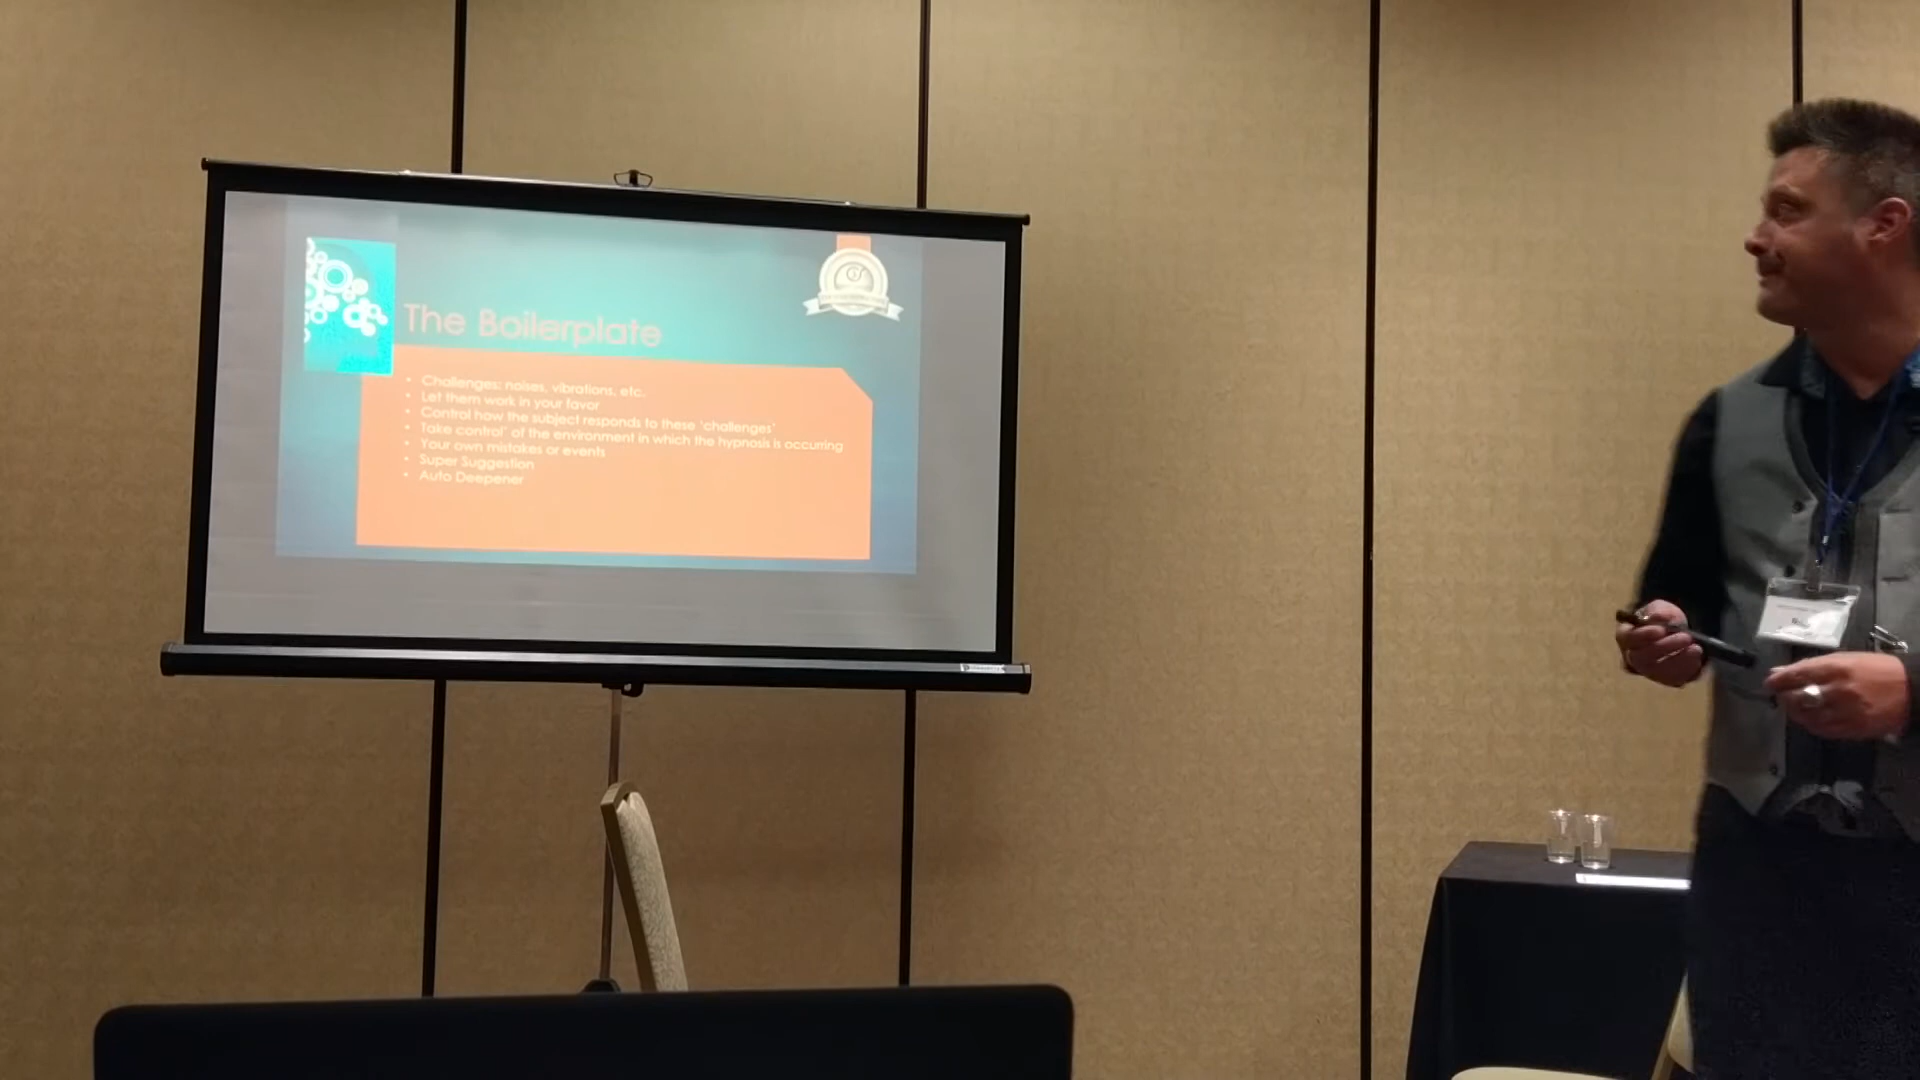 The Boilerplate
• Challenges: noises, vibrations, etc.
• Let them work in your favor
• Control how the subject responds to these 'challenges'
• Take control' of the environment in which the hypnosis is occurring
• Your own mistakes or events
• Super Suggestion
• Auto Deepener